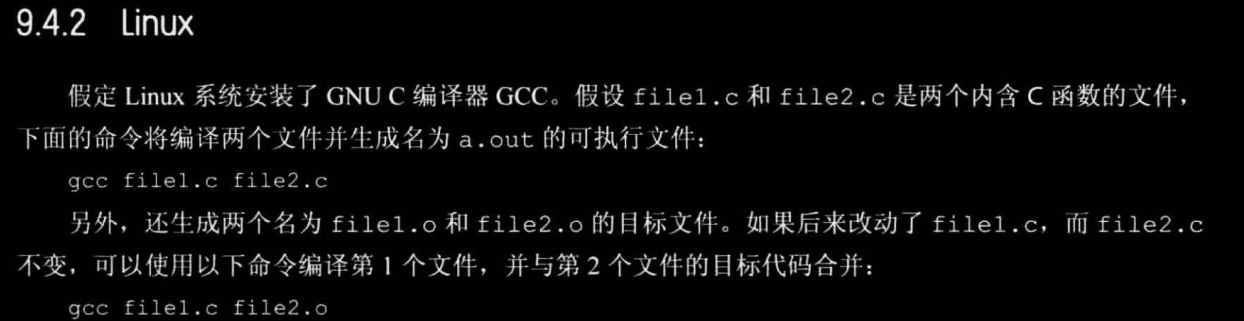 9.4.2 Linux
假定 Linux 系统安装了 GNU C 编译器 GCC。假设 file1.c 和 file2.c 是两个内含 C 函数的文件，
下面的命令将编译两个文件并生成名为 a.out 的可执行文件：
gcc file1.c file2.c
另外，还生成两个名为 file1.o 和 file2.o 的目标文件。如果后来改动了 file1.c，而 file2.c
不变，可以使用以下命令编译第 1 个文件，并与第 2 个文件的目标代码合并：
gcc file1.c file2.o